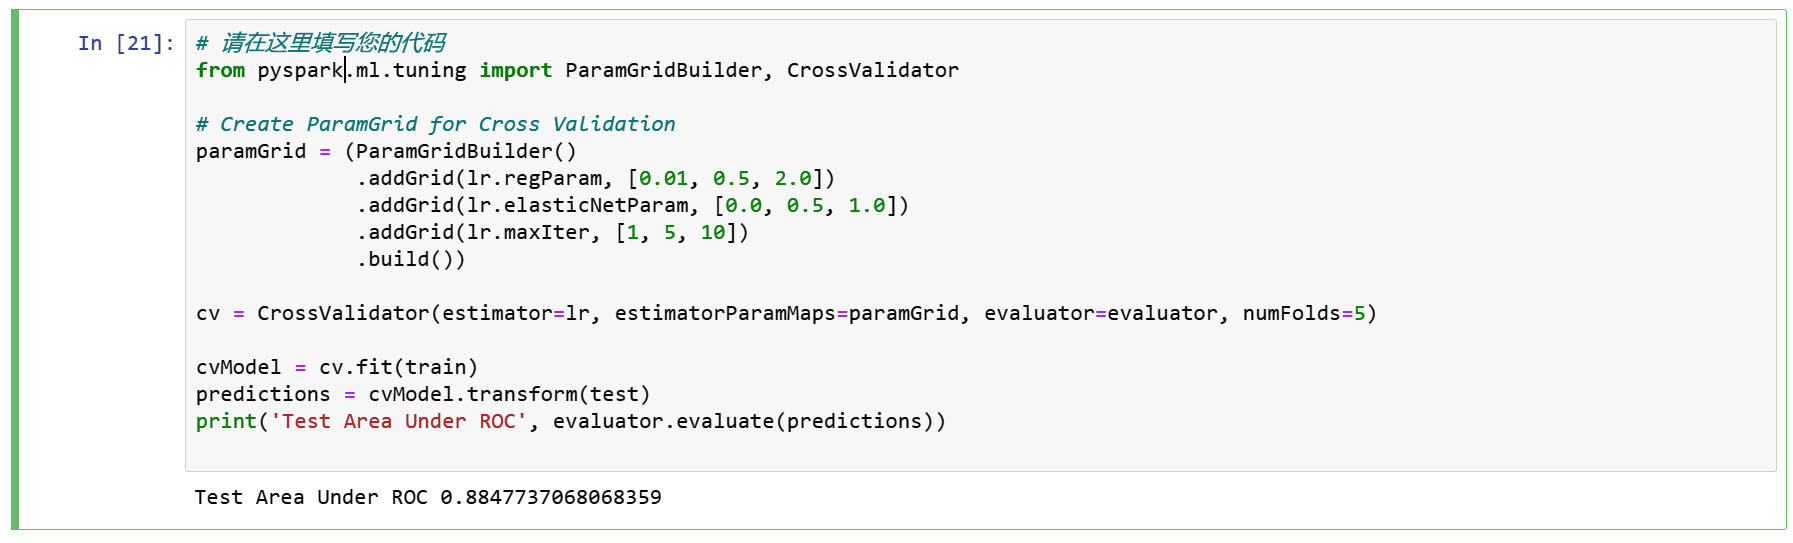 In [21]:
# 请在这里填写您的代码
from pyspark.ml.tuning import ParamGridBuilder, CrossValidator
# Create ParamGrid for Cross Validation
paramGrid = (ParamGridBuilder()
             .addGrid(lr.regParam, [0.01, 0.5, 2.0])
             .addGrid(lr.elasticNetParam, [0.0, 0.5, 1.0])
             .addGrid(lr.maxIter, [1, 5, 10])
             .build())
cv = CrossValidator(estimator=lr, estimatorParamMaps=paramGrid, evaluator=evaluator, numFolds=5)
cvModel = cv.fit(train)
predictions = cvModel.transform(test)
print('Test Area Under ROC', evaluator.evaluate(predictions))
Test Area Under ROC 0.8847737068068359